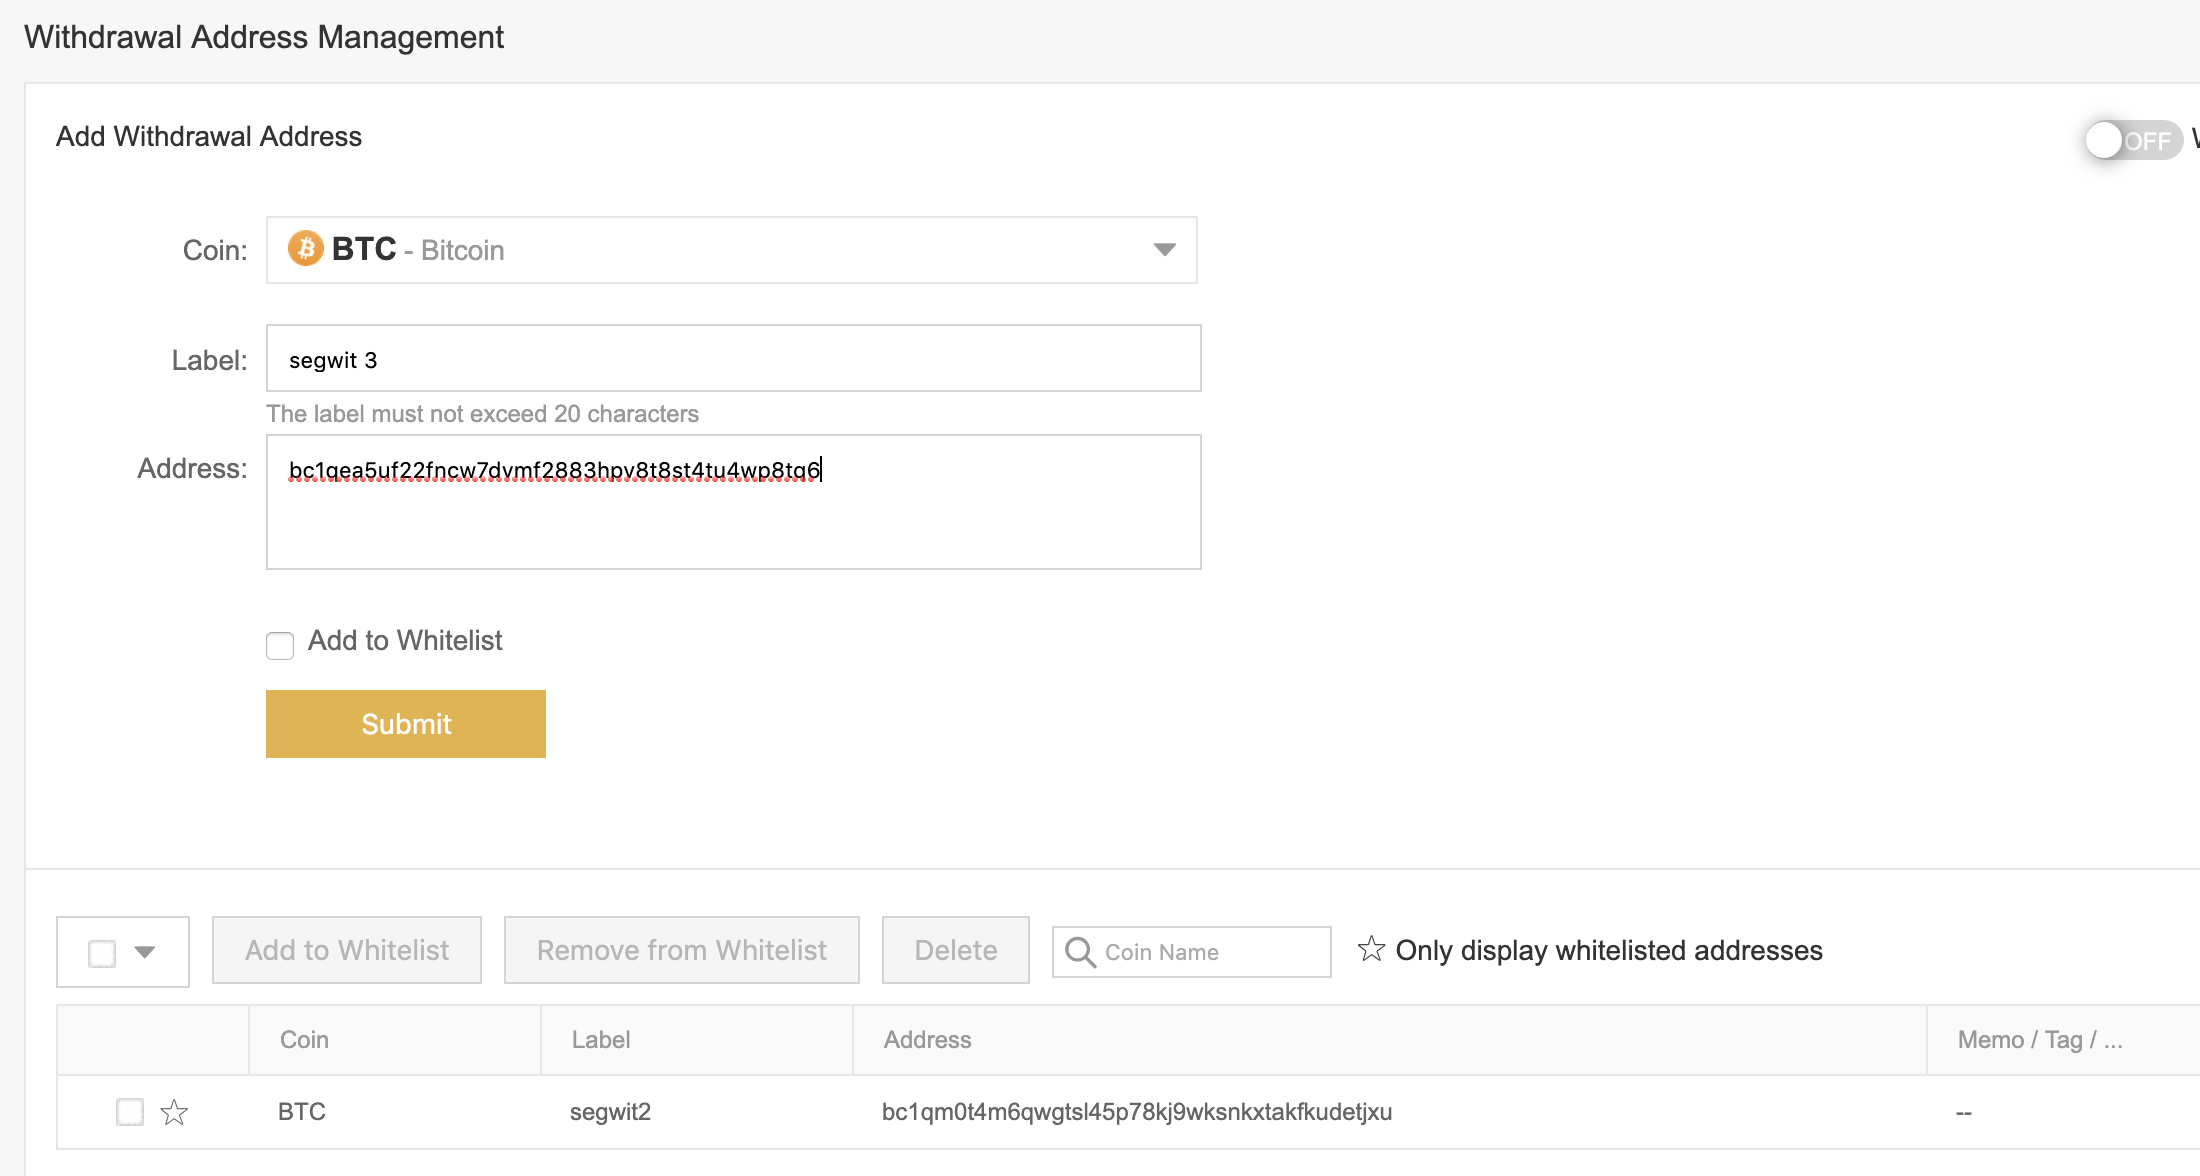 Withdrawal Address Management
Add Withdrawal Address
OFF
Coin: BTC - Bitcoin
Label: segwit 3
The label must not exceed 20 characters
Address: bc1qea5uf22fncw7dvmf2883hpv8t8st4tu4wp8tq6
Add to Whitelist
Submit
Add to Whitelist Remove from Whitelist Delete Coin Name Only display whitelisted addresses
Coin Label Address Memo / Tag / ...
BTC segwit2 bc1qm0t4m6qwgtsl45p78kj9wksnkxtakfkudetjxu --